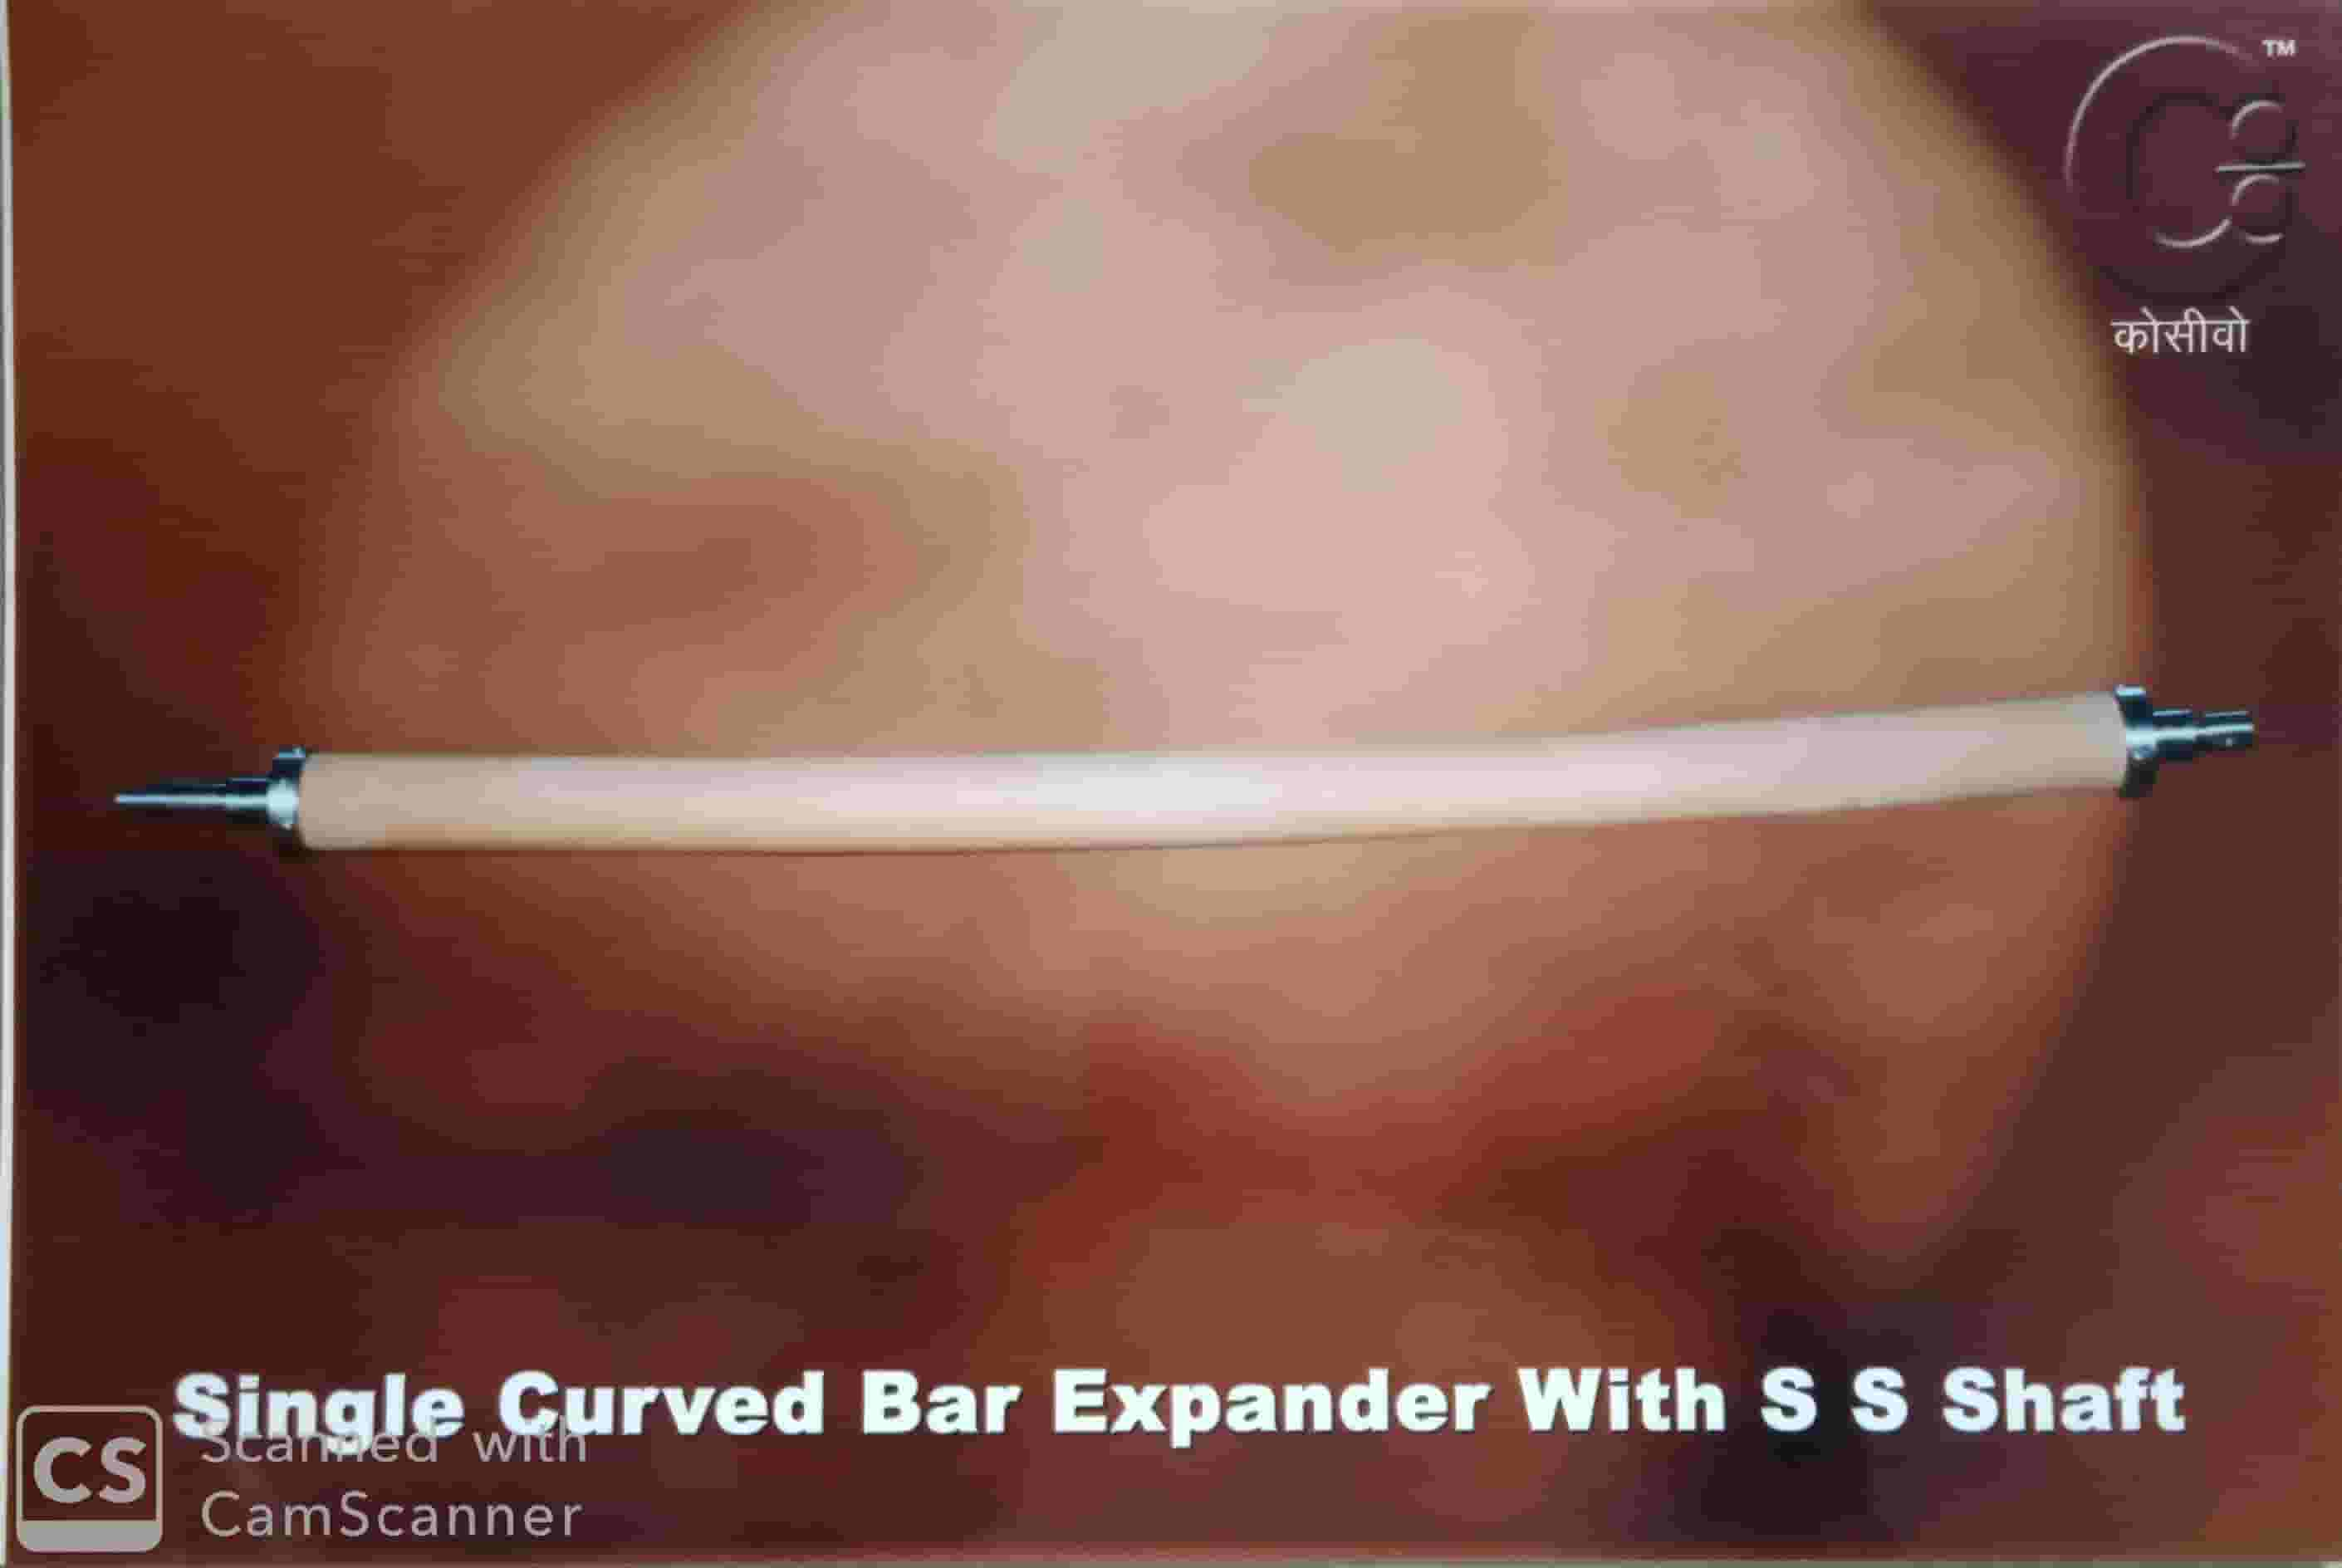 TM
कोसीवो
Single Curved Bar Expander With S S Shaft
CS Scanned with
CamScanner